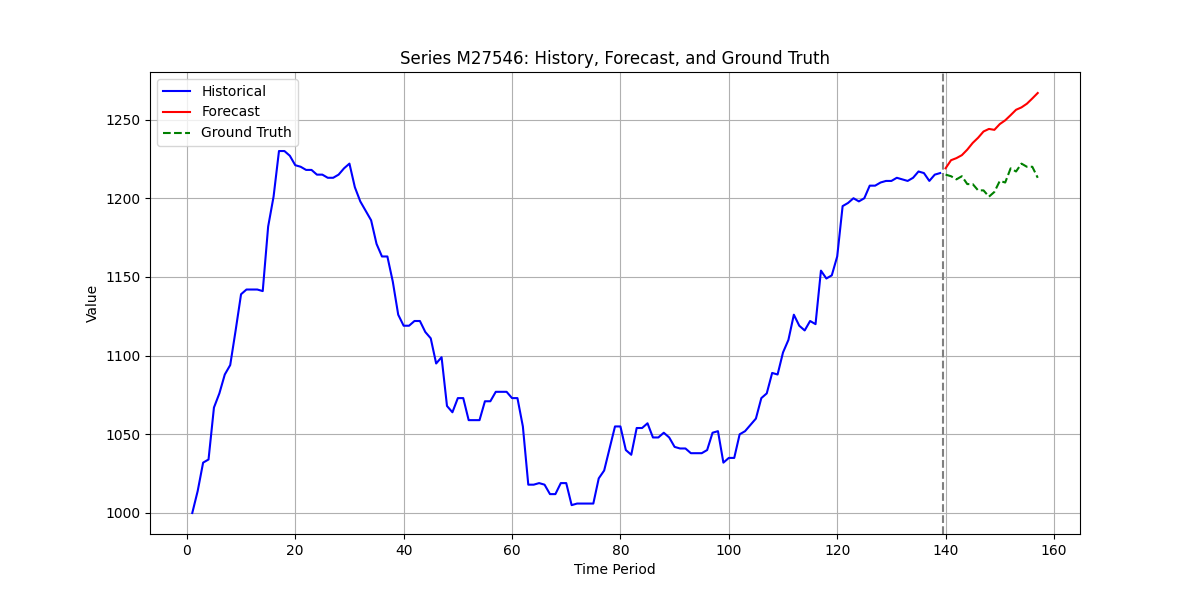 Series M27546: History, Forecast, and Ground Truth
Historical
Forecast
Ground Truth
Value
1250
1200
1150
1100
1050
1000
0 20 40 60 80 100 120 140 160
Time Period